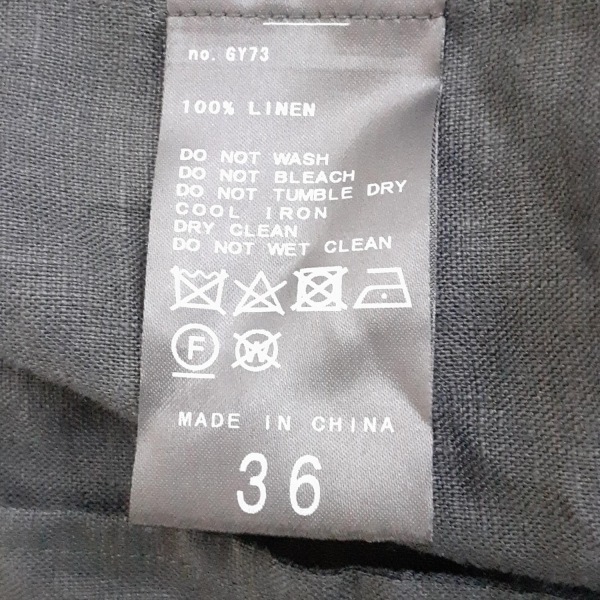 no. GY73
100% LINEN
DO NOT WASH
DO NOT BLEACH
DO NOT TUMBLE DRY
COOL IRON
DRY CLEAN
DO NOT WET CLEAN
F W
MADE IN CHINA
36